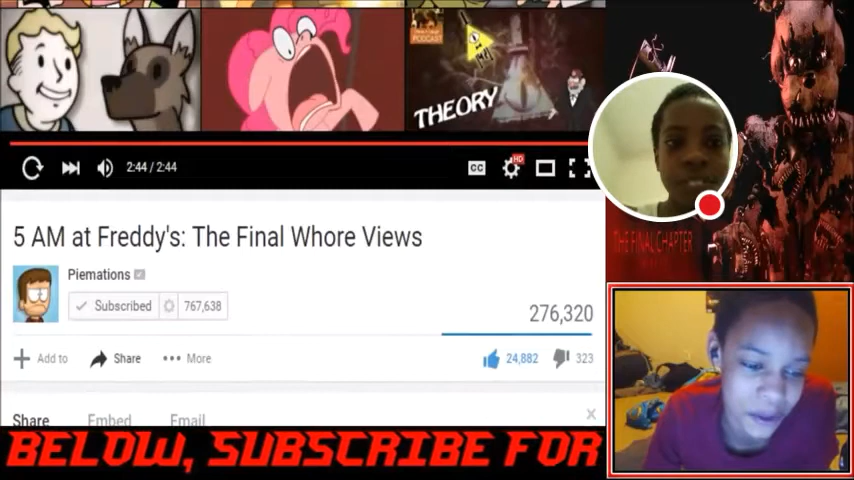 THEORY
2:44 / 2:44
CC
HD
5 AM at Freddy's: The Final Whore Views
Piemations
Subscribed
767,638
276,320
Add to
Share
More
24,882
323
Share
Embed
Email
THE FINAL CHAPTER
BELOW, SUBSCRIBE FOR